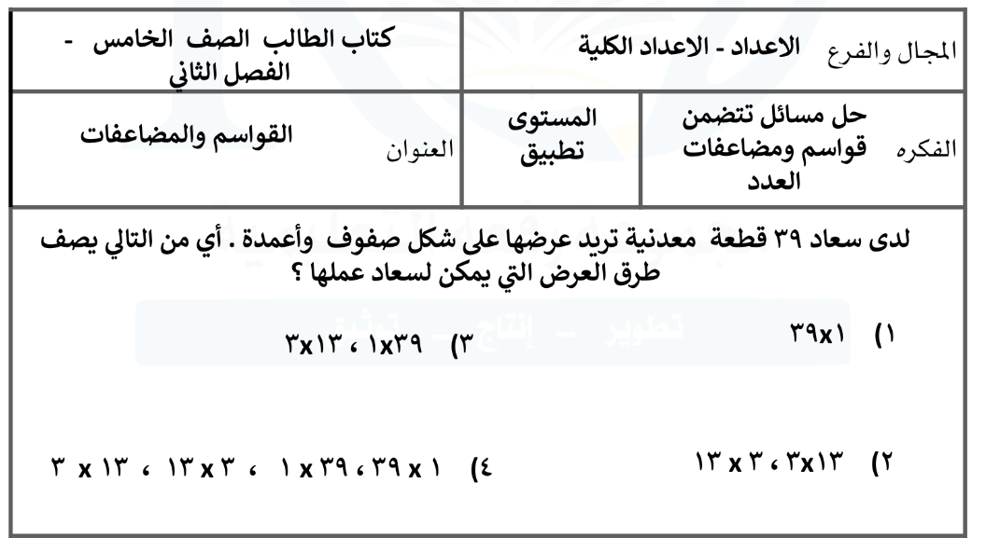 المجال والفرع الاعداد - الاعداد الكلية
كتاب الطالب الصف الخامس -
الفصل الثاني
الفكره حل مسائل تتضمن
قواسم ومضاعفات
العدد
المستوى
تطبيق
العنوان القواسم والمضاعفات
لدى سعاد ٣٩ قطعة معدنية تريد عرضها على شكل صفوف وأعمدة . أي من التالي يصف
طرق العرض التي يمكن لسعاد عملها ؟
١) ٣٩x١
٣) ٣x١٣ ، ١x٣٩
٢) ١٣ x ٣ ، ٣x١٣
٤) ٣ x ١٣ ، ١٣ x ٣ ، ١ x ٣٩ ، ٣٩ x ١
تطوير – إنتاج – توثيق